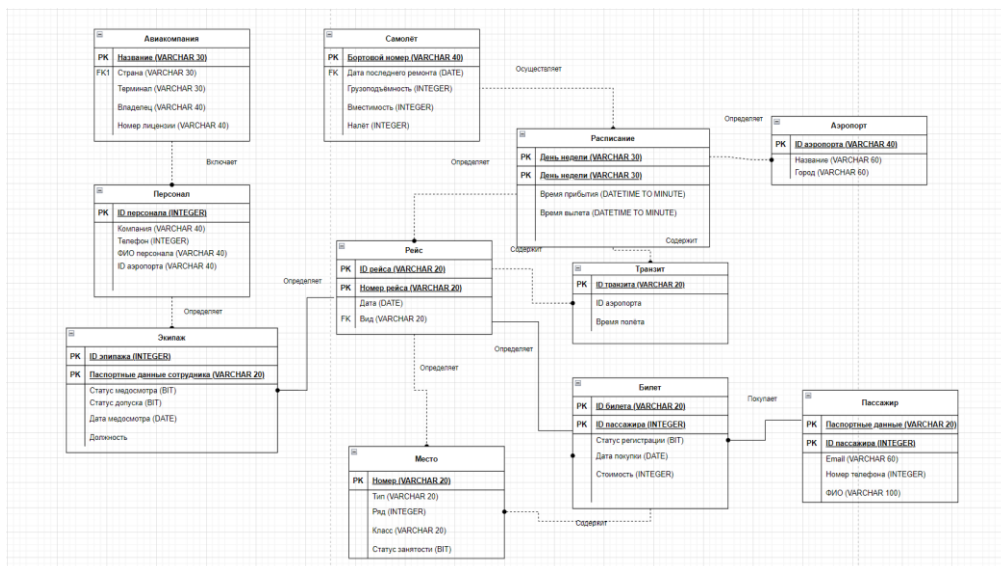 Авиакомпания
PK Название (VARCHAR 30)
FK1 Страна (VARCHAR 30)
Терминал (VARCHAR 30)
Владелец (VARCHAR 40)
Номер лицензии (VARCHAR 40)
Включает
Персонал
PK ID персонала (INTEGER)
Компания (VARCHAR 40)
Телефон (INTEGER)
ФИО персонала (VARCHAR 40)
ID аэропорта (VARCHAR 40)
Определяет
Экипаж
PK ID эпипажа (INTEGER)
PK Паспортные данные сотрудника (VARCHAR 20)
Статус медосмотра (BIT)
Статус допуска (BIT)
Дата медосмотра (DATE)
Должность
Самолёт
PK Бортовой номер (VARCHAR 40)
FK Дата последнего ремонта (DATE)
Грузоподъёмность (INTEGER)
Вместимость (INTEGER)
Налёт (INTEGER)
Осуществляет
Расписание
PK День недели (VARCHAR 30)
PK День недели (VARCHAR 30)
Время прибытия (DATETIME TO MINUTE)
Время вылета (DATETIME TO MINUTE)
Определяет
Аэропорт
PK ID аэропорта (VARCHAR 40)
Название (VARCHAR 60)
Город (VARCHAR 60)
Определяет
Рейс
PK ID рейса (VARCHAR 20)
PK Номер рейса (VARCHAR 20)
Дата (DATE)
FK Вид (VARCHAR 20)
Определяет
Содержит
Содержит
Транзит
PK ID транзита (VARCHAR 20)
ID аэропорта
Время полёта
Определяет
Определяет
Место
PK Номер (VARCHAR 20)
Тип (VARCHAR 20)
Ряд (INTEGER)
Класс (VARCHAR 20)
Статус занятости (BIT)
Билет
PK ID билета (VARCHAR 20)
PK ID пассажира (INTEGER)
Статус регистрации (BIT)
Дата покупки (DATE)
Стоимость (INTEGER)
Содержит
Покупает
Пассажир
PK Паспортные данные (VARCHAR 20)
PK ID пассажира (INTEGER)
Email (VARCHAR 60)
Номер телефона (INTEGER)
ФИО (VARCHAR 100)